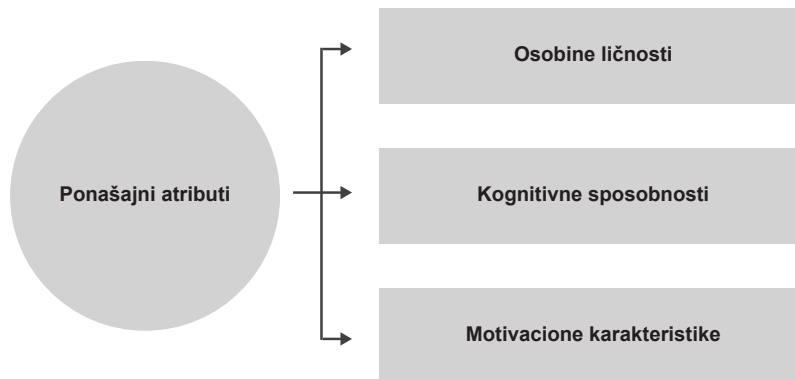 Osobine ličnosti
Ponašajni atributi
Kognitivne sposobnosti
Motivacione karakteristike